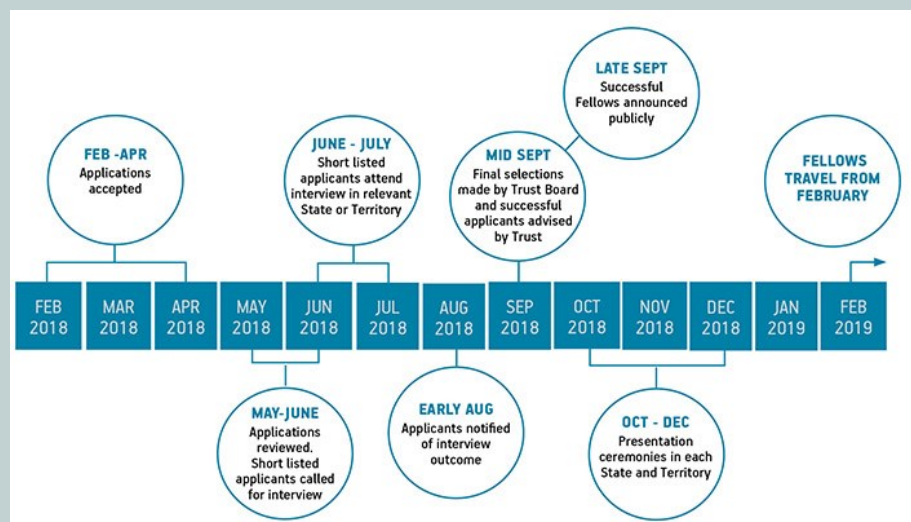 LATE SEPT
Successful
Fellows announced
publicly
FEB -APR
Applications
accepted
JUNE - JULY
Short listed
applicants attend
interview in relevant
State or Territory
MID SEPT
Final selections
made by Trust Board
and successful
applicants advised
by Trust
FELLOWS
TRAVEL FROM
FEBRUARY
FEB
2018
MAR
2018
APR
2018
MAY
2018
JUN
2018
JUL
2018
AUG
2018
SEP
2018
OCT
2018
NOV
2018
DEC
2018
JAN
2019
FEB
2019
MAY-JUNE
Applications
reviewed.
Short listed
applicants called
for interview
EARLY AUG
Applicants notified
of interview
outcome
OCT - DEC
Presentation
ceremonies in each
State and Territory